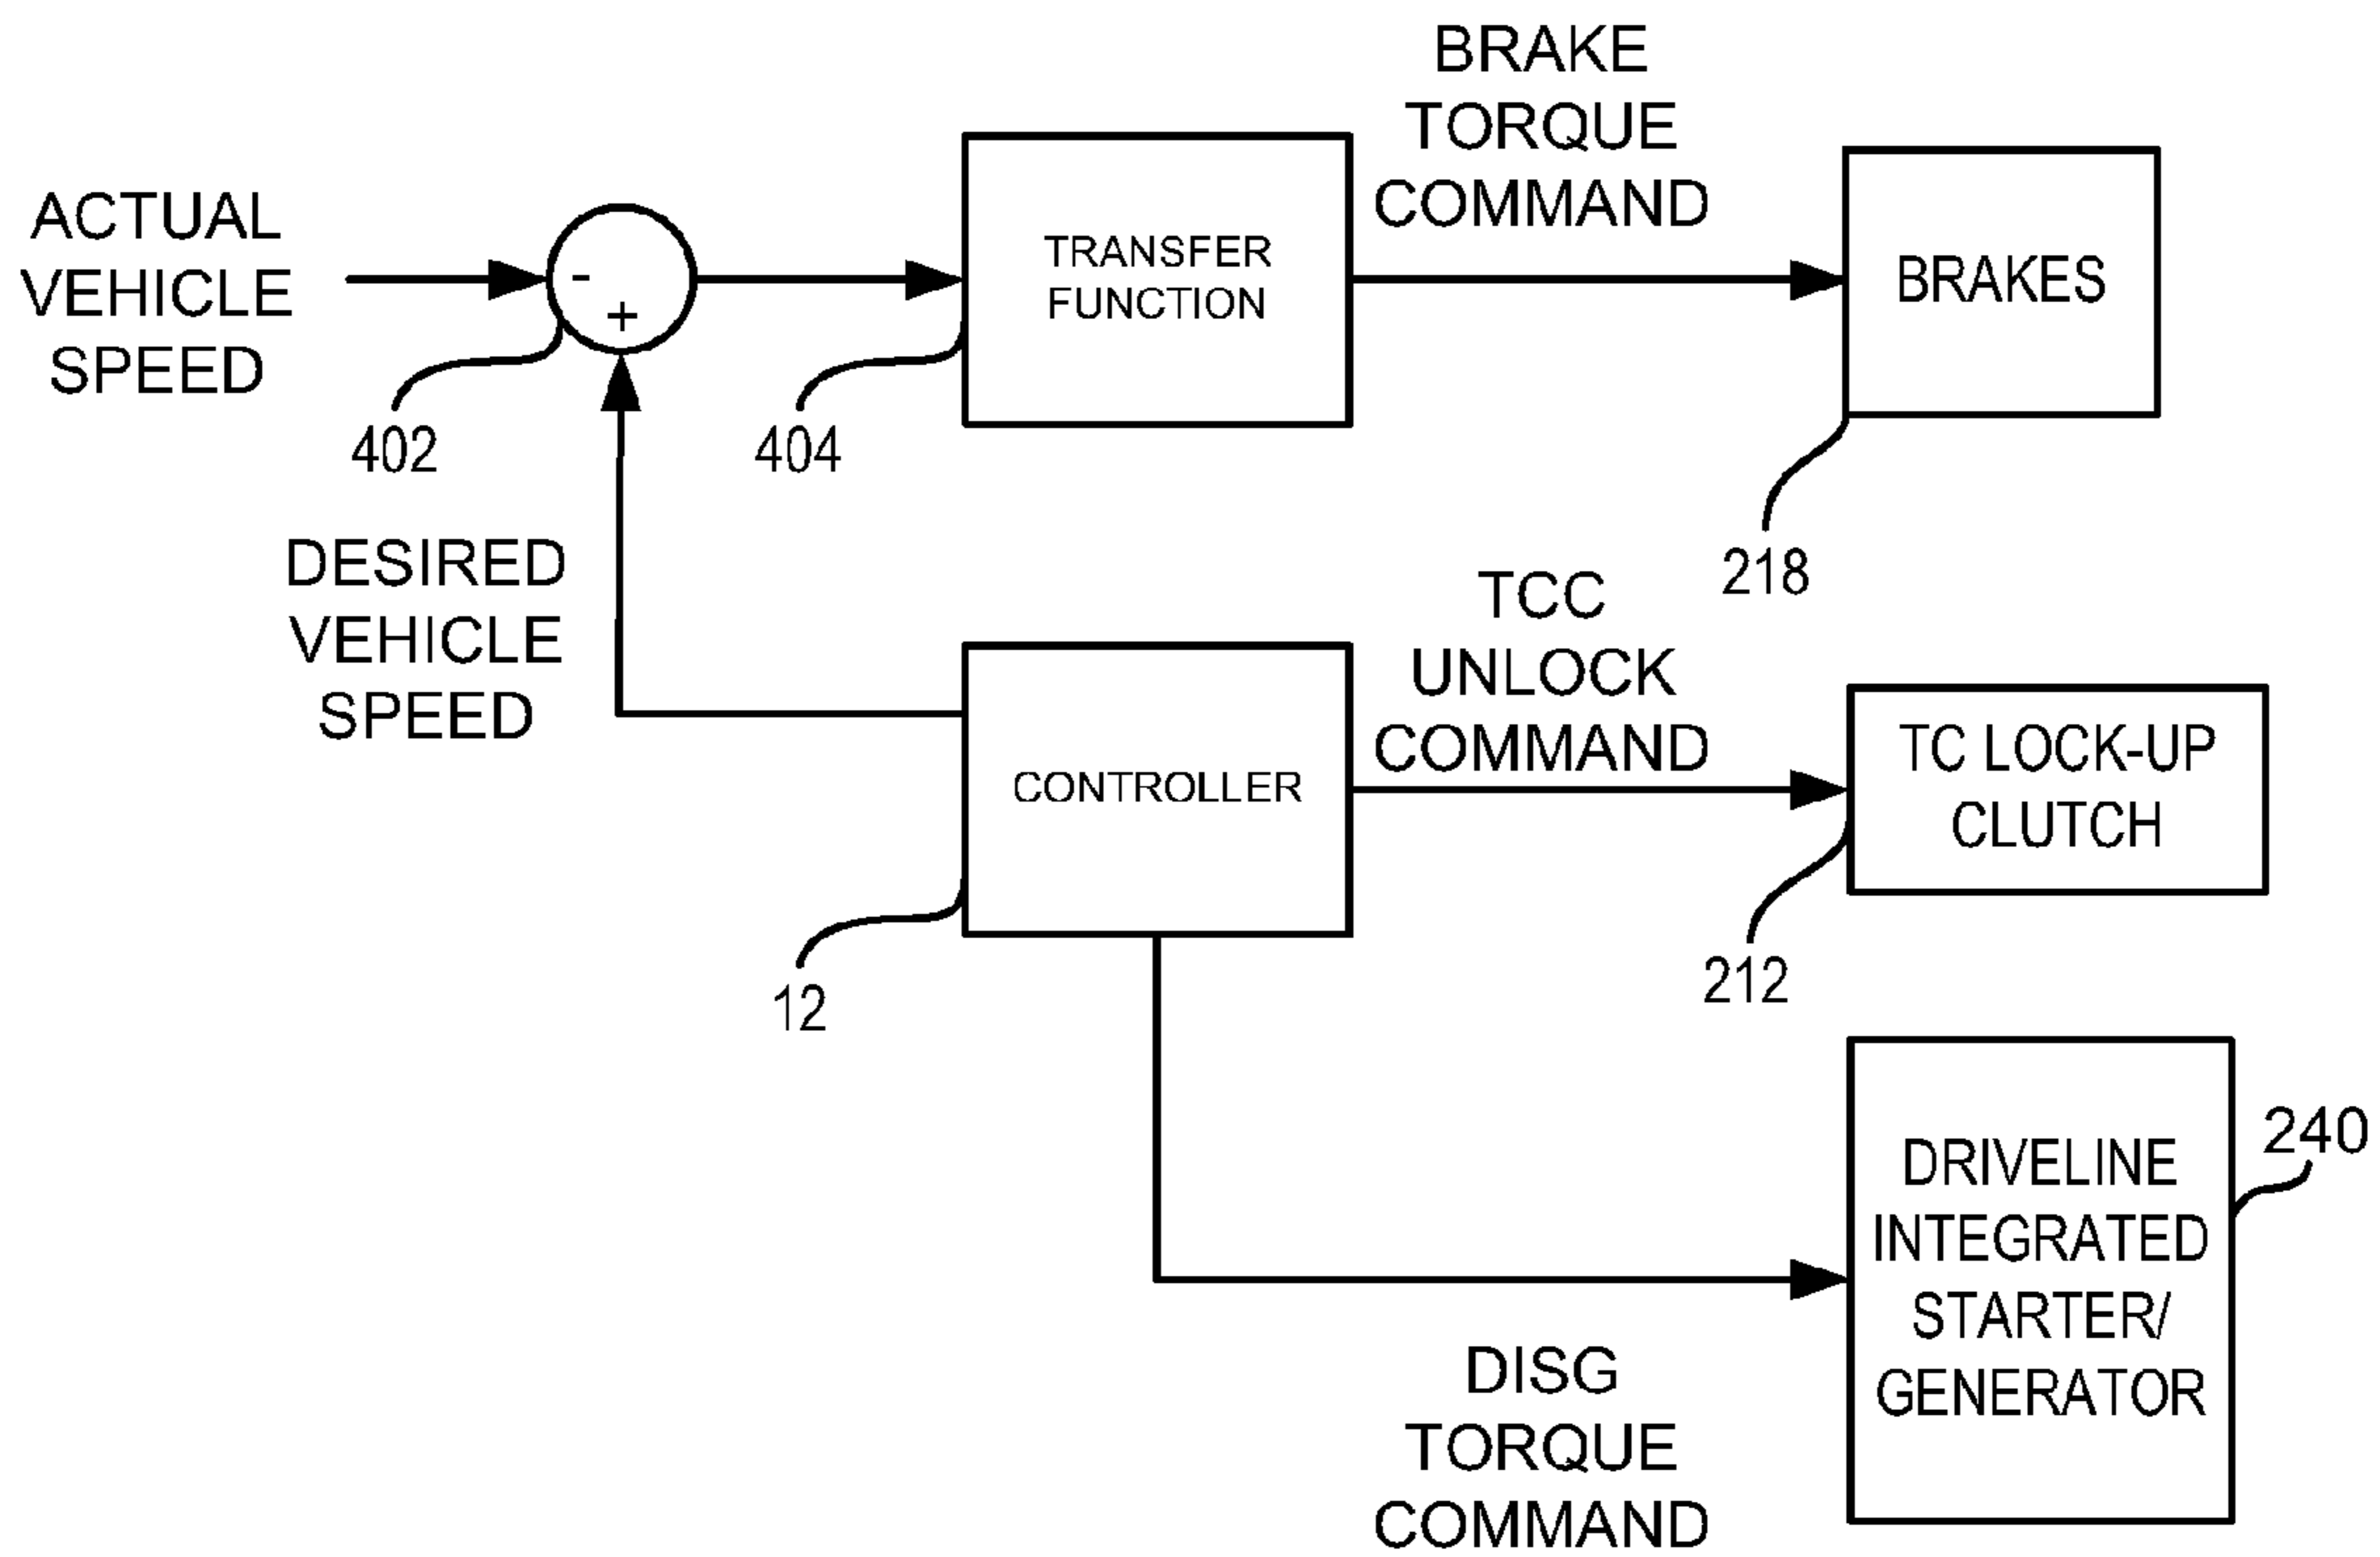 BRAKE
TORQUE
COMMAND
ACTUAL
VEHICLE
SPEED
-
+
TRANSFER
FUNCTION
BRAKES
402
404
218
DESIRED
VEHICLE
SPEED
TCC
UNLOCK
COMMAND
CONTROLLER
TC LOCK-UP
CLUTCH
12
212
240
DRIVELINE
INTEGRATED
STARTER/
GENERATOR
DISG
TORQUE
COMMAND